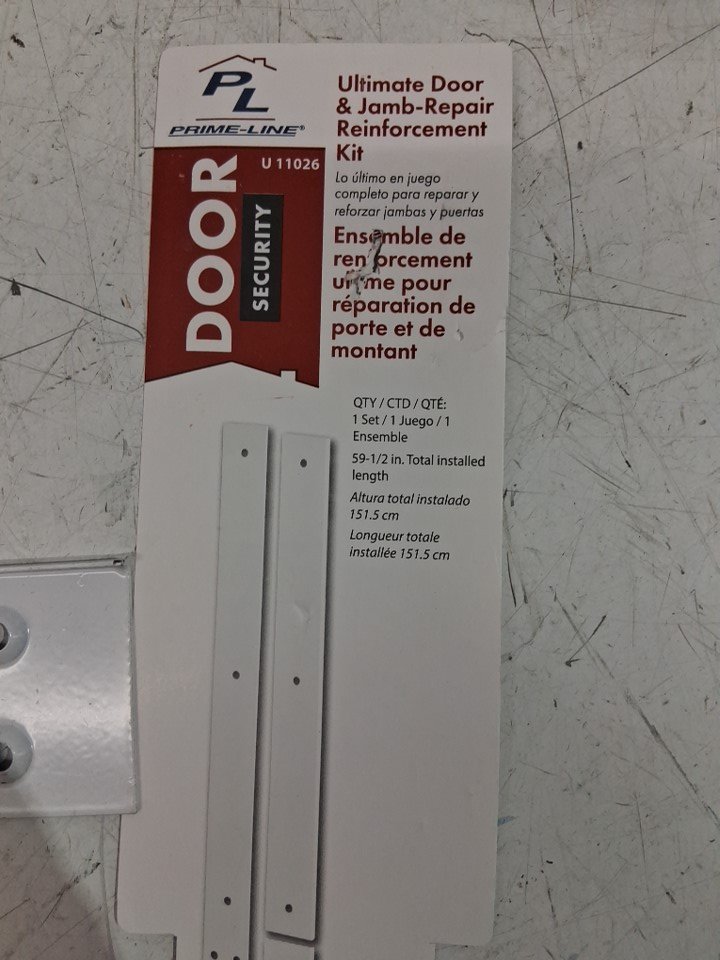 PL
PRIME-LINE®
U 11026
DOOR
SECURITY
Ultimate Door
& Jamb-Repair
Reinforcement
Kit
Lo último en juego
completo para reparar y
reforzar jambas y puertas
Ensemble de
ren orcement
u me pour
réparation de
porte et de
montant
QTY / CTD / QTÉ:
1 Set / 1 Juego / 1
Ensemble
59-1/2 in. Total installed
length
Altura total instalado
151.5 cm
Longueur totale
installée 151.5 cm